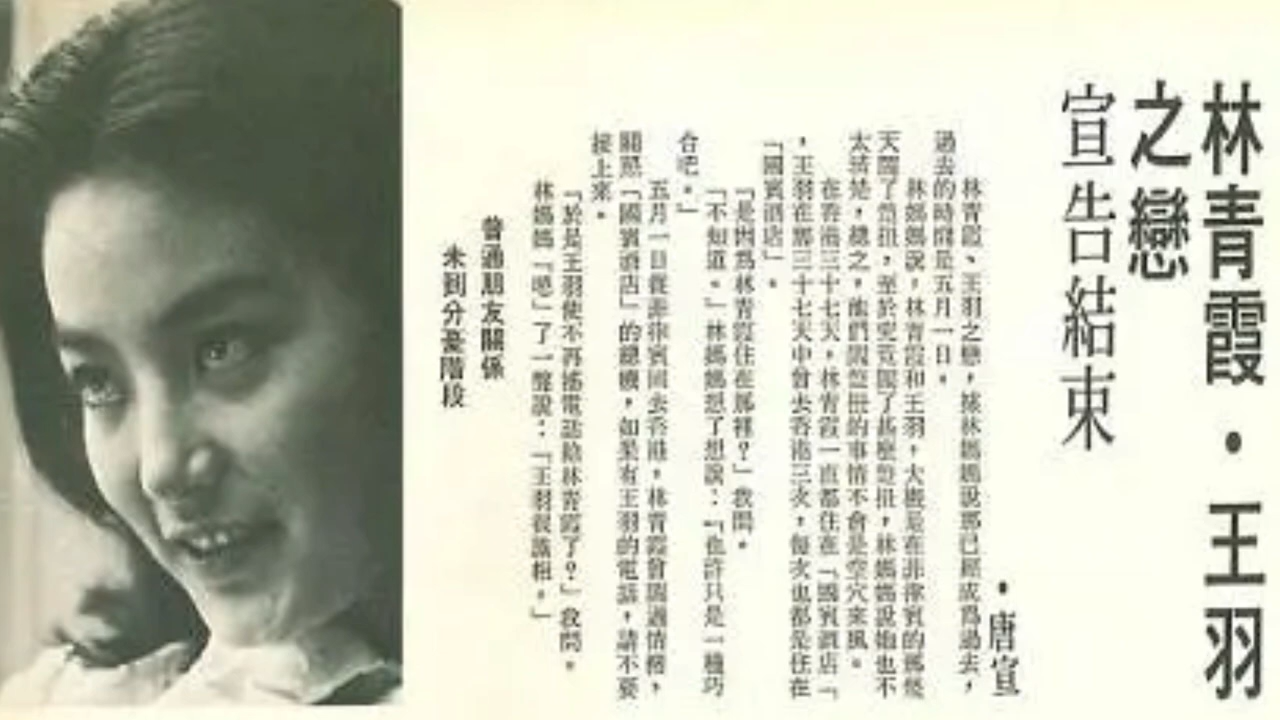 林青霞·王羽
之戀
宣告結束
·唐宣
林青霞、王羽之戀，據林媽媽說那已經成為過去，
過去的時間是五月一日。
林媽媽說，林青霞和王羽，大概是在菲律賓的那幾
天鬧了彆扭，至於究竟鬧了甚麼彆扭，林媽媽說她也不
太清楚，總之，他們鬧彆扭的事情不會是空穴來風。
在香港三十七天，林青霞一直都住在「國賓酒店」
，王羽在那三十七天中曾去香港三次，每次也都是住在
「國賓酒店」。
「是因為林青霞住在那裡？」我問。
「不知道。」林媽媽想了想說：「也許只是一種巧
合吧。」
五月一日從菲律賓回去香港，林青霞曾鬧過情緒，
關照「國賓酒店」的總機，如果有王羽的電話，請不要
接上來。
「於是王羽便不再搖電話給林青霞了？」我問。
林媽媽「嗯」了一聲說：「王羽很識相。」
曾過朋友關係
未到分憂階段